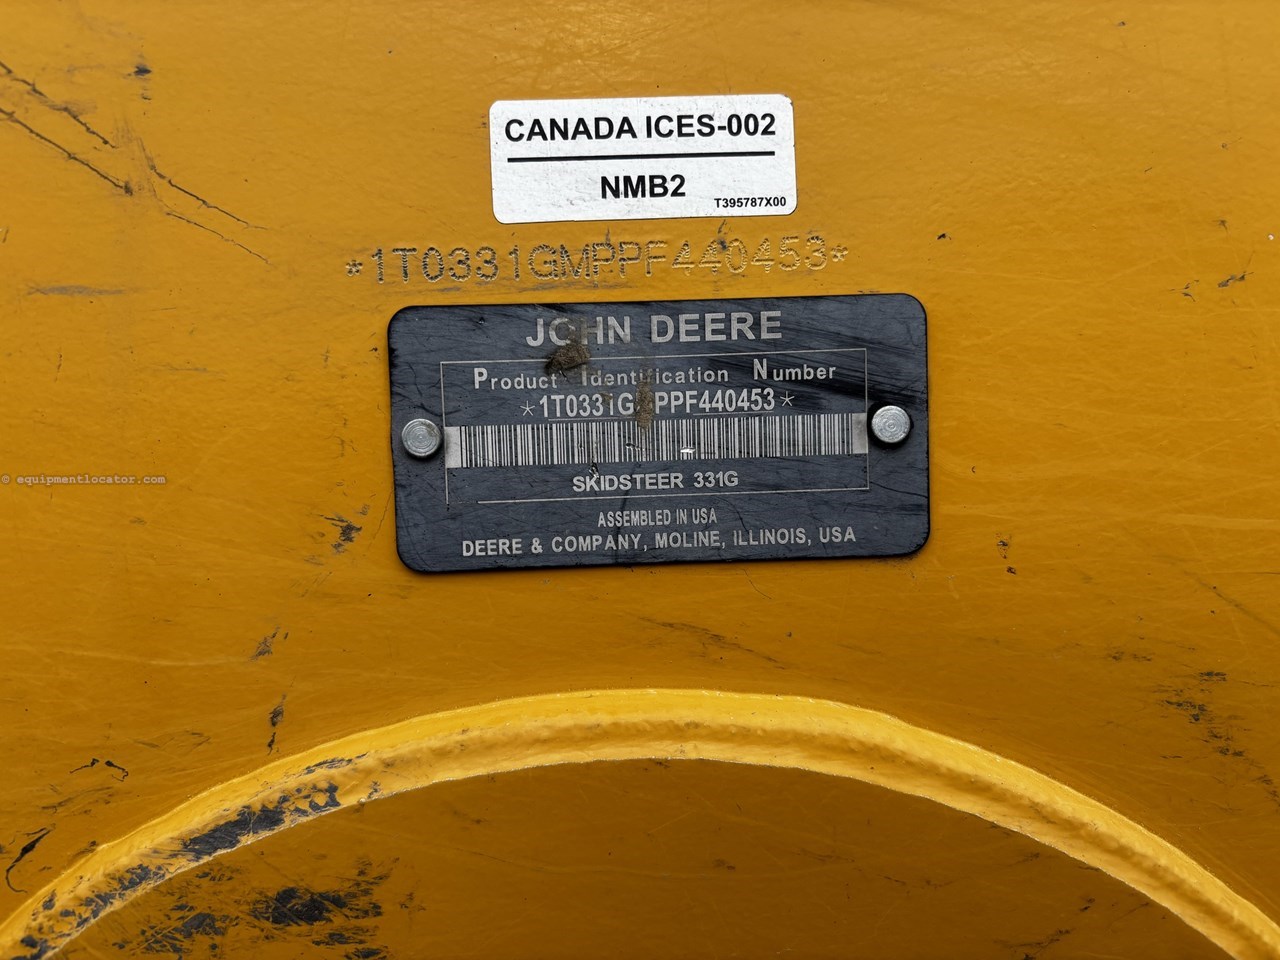 CANADA ICES-002
NMB2
T395787X00
*1T0331GMPPF440453*
JOHN DEERE
Product Identification Number
*1T0331GMPPF440453*
SKIDSTEER 331G
ASSEMBLED IN USA
DEERE & COMPANY, MOLINE, ILLINOIS, USA
© equipmentlocator.com